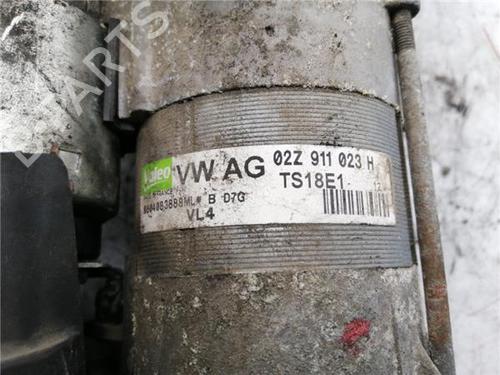 Valeo VW AG 02Z 911 023 H
TS18E1
B D7G
VL4